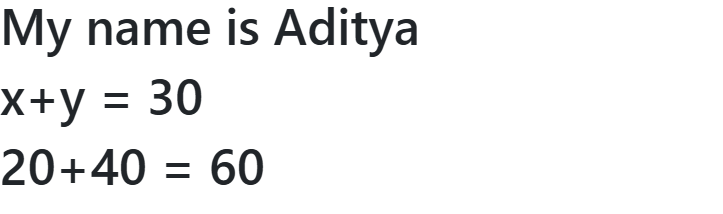 My name is Aditya
x+y = 30
20+40 = 60